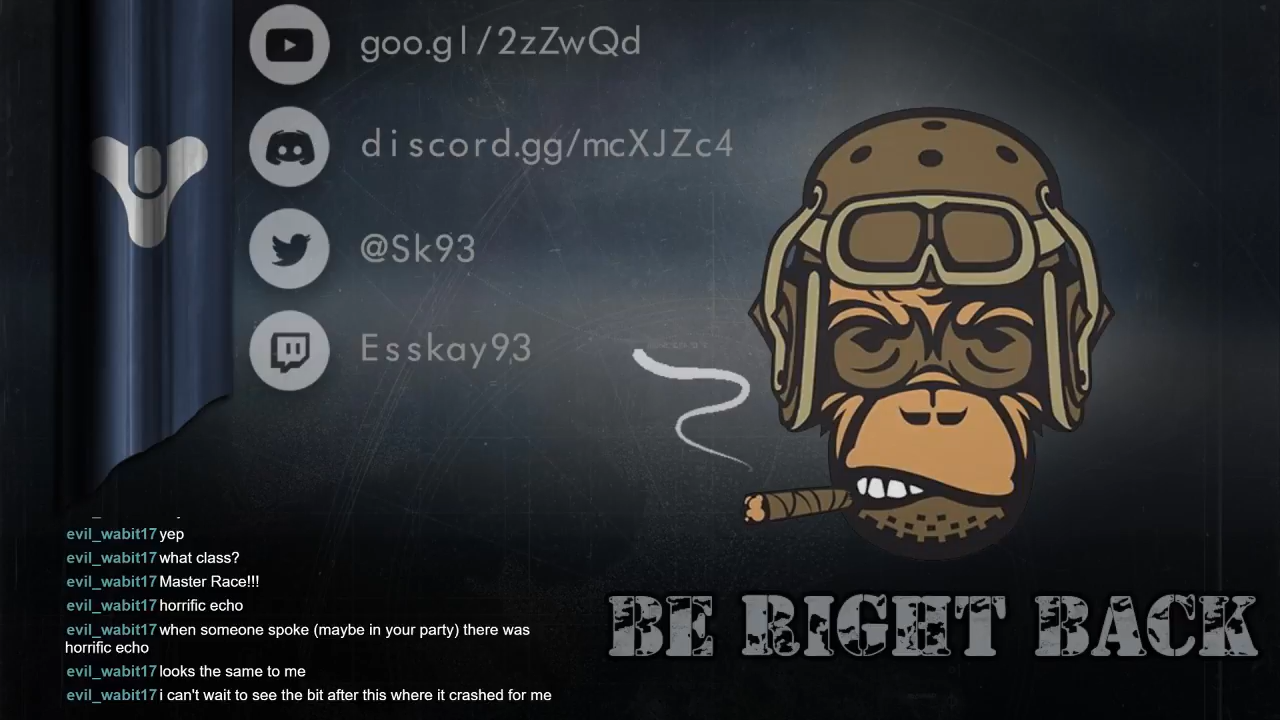 goo.gl/2zZwQd
discord.gg/mcXJZc4
@Sk93
Esskay93
evil_wabit17 yep
evil_wabit17 what class?
evil_wabit17 Master Race!!!
evil_wabit17 horrific echo
evil_wabit17 when someone spoke (maybe in your party) there was
horrific echo
evil_wabit17 looks the same to me
evil_wabit17 i can't wait to see the bit after this where it crashed for me
BE RIGHT BACK